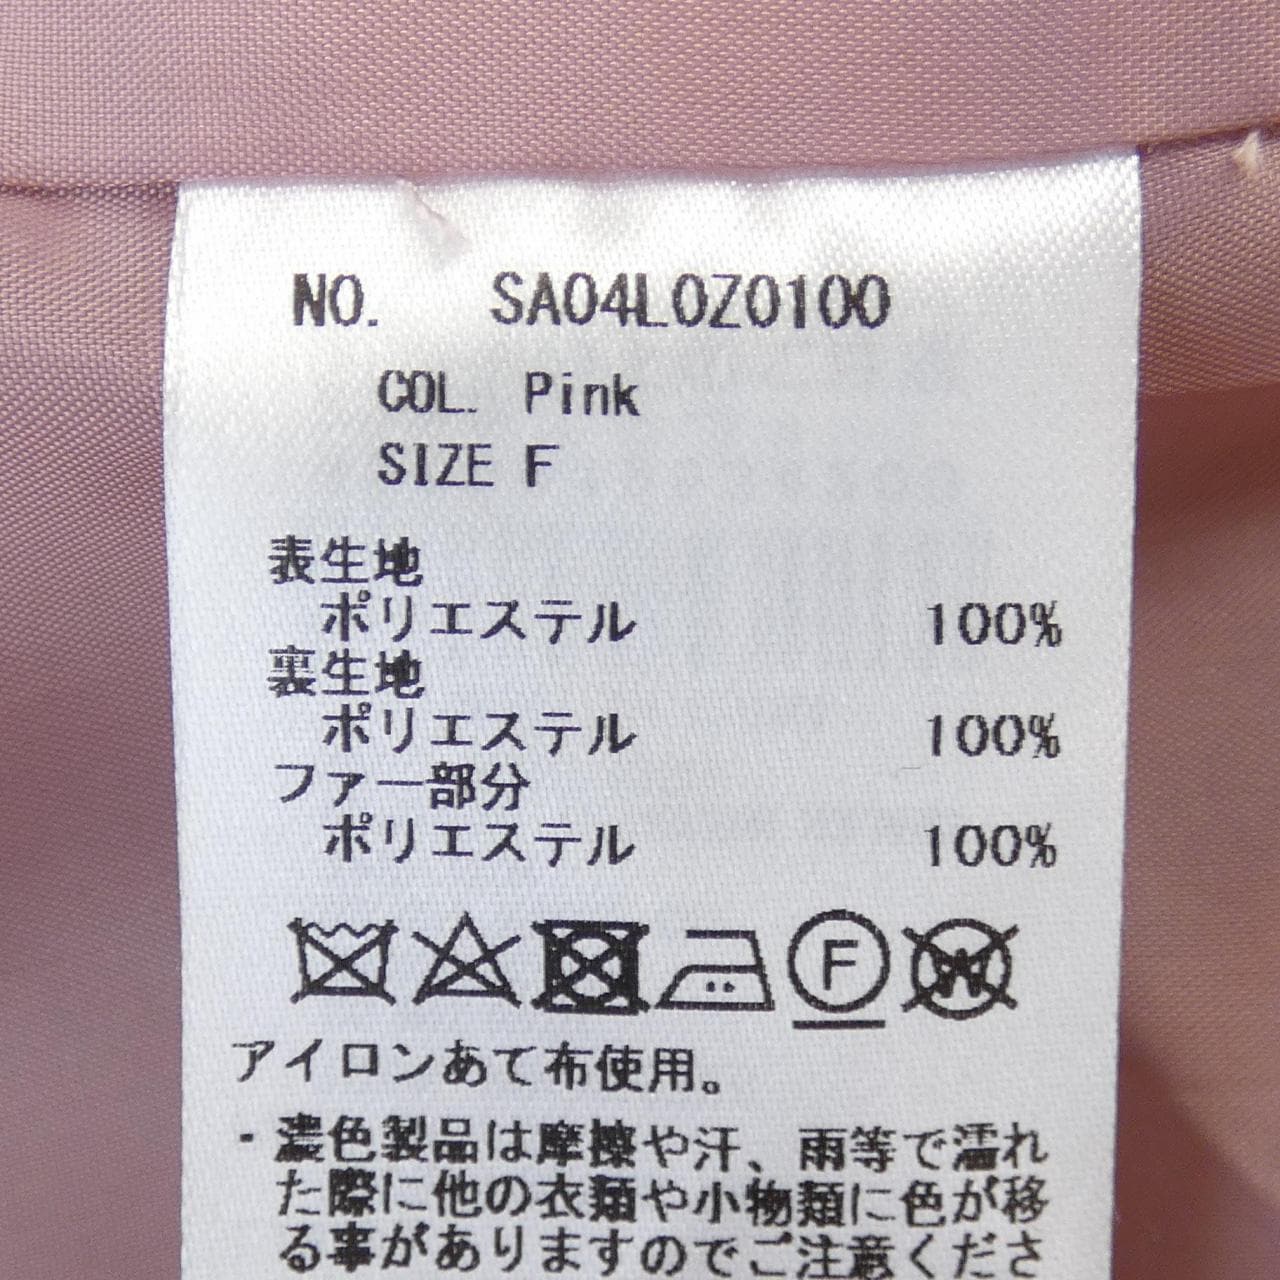 NO. SA04L0Z0100
COL. Pink
SIZE F
表生地
ポリエステル 100%
裏生地
ポリエステル 100%
ファー部分
ポリエステル 100%
F
W
アイロンあて布使用。
・濃色製品は摩擦や汗、雨等で濡れ
た際に他の衣類や小物類に色が移
る事がありますのでご注意くださ